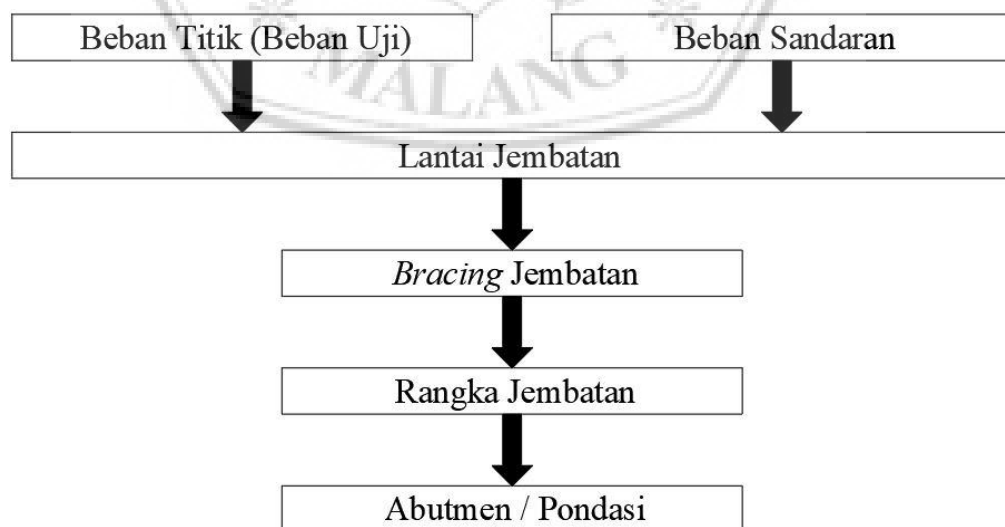 Beban Titik (Beban Uji)
Beban Sandaran
MALANG
Lantai Jembatan
Bracing Jembatan
Rangka Jembatan
Abutmen / Pondasi